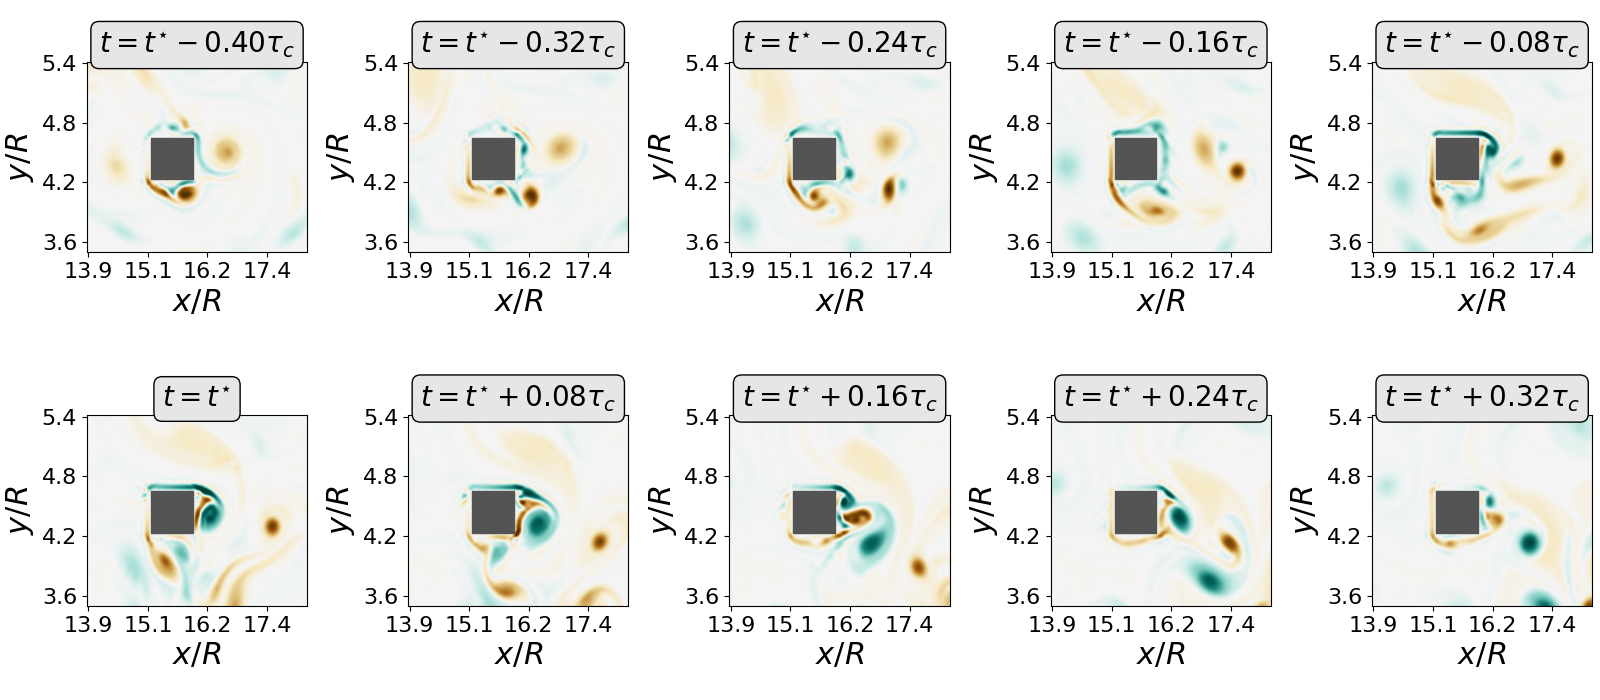 t = t⋆ − 0.40τc t = t⋆ − 0.32τc t = t⋆ − 0.24τc t = t⋆ − 0.16τc t = t⋆ − 0.08τc
5.4 5.4 5.4 5.4 5.4
4.8 4.8 4.8 4.8 4.8
y/R y/R y/R y/R y/R
4.2 4.2 4.2 4.2 4.2
3.6 3.6 3.6 3.6 3.6
13.9 15.1 16.2 17.4 13.9 15.1 16.2 17.4 13.9 15.1 16.2 17.4 13.9 15.1 16.2 17.4 13.9 15.1 16.2 17.4
x/R x/R x/R x/R x/R
t = t⋆ t = t⋆ + 0.08τc t = t⋆ + 0.16τc t = t⋆ + 0.24τc t = t⋆ + 0.32τc
5.4 5.4 5.4 5.4 5.4
4.8 4.8 4.8 4.8 4.8
y/R y/R y/R y/R y/R
4.2 4.2 4.2 4.2 4.2
3.6 3.6 3.6 3.6 3.6
13.9 15.1 16.2 17.4 13.9 15.1 16.2 17.4 13.9 15.1 16.2 17.4 13.9 15.1 16.2 17.4 13.9 15.1 16.2 17.4
x/R x/R x/R x/R x/R